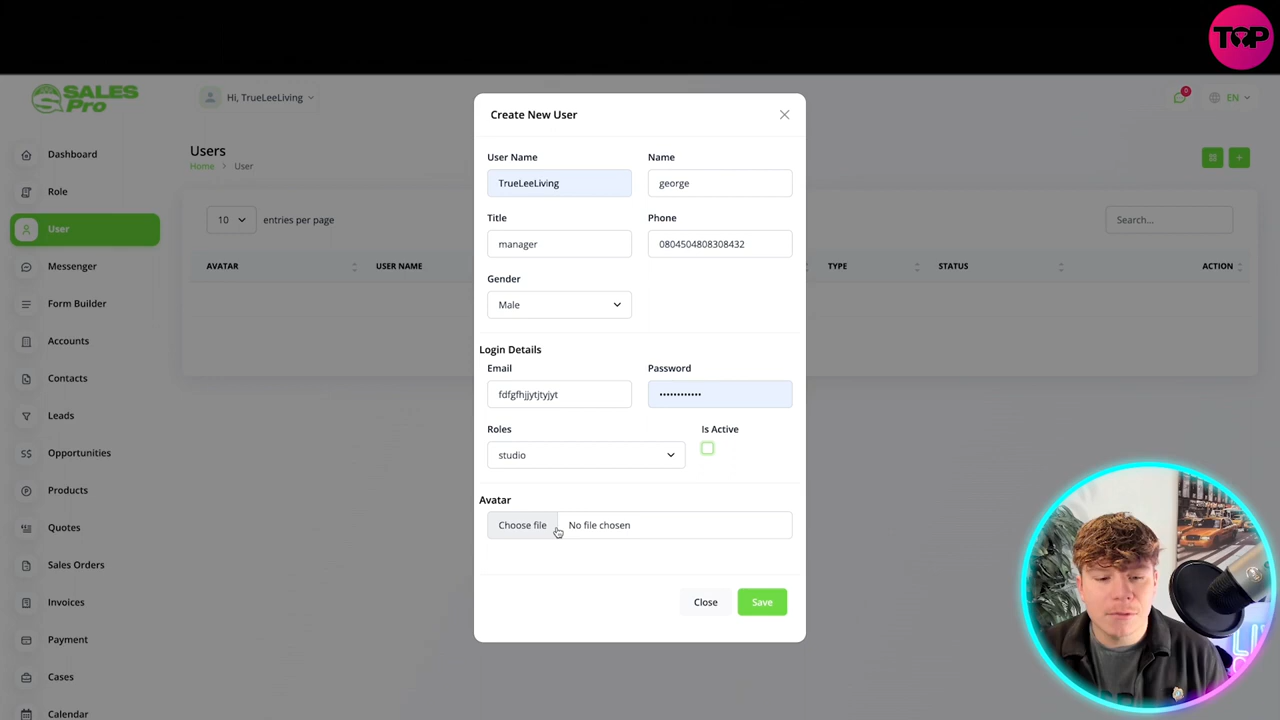 TOP
SALES
Pro
Hi, TrueLeeLiving
0
EN
Dashboard
Role
User
Messenger
Form Builder
Accounts
Contacts
Leads
Opportunities
Products
Quotes
Sales Orders
Invoices
Payment
Cases
Calendar
Users
Home > User
10 entries per page
Search...
AVATAR USER NAME TYPE STATUS ACTION
Create New User
User Name Name
TrueLeeLiving george
Title Phone
manager 0804504808308432
Gender
Male
Login Details
Email Password
fdfgfhjjytjtyjyt ••••••••••••
Roles Is Active
studio
Avatar
Choose file No file chosen
Close Save